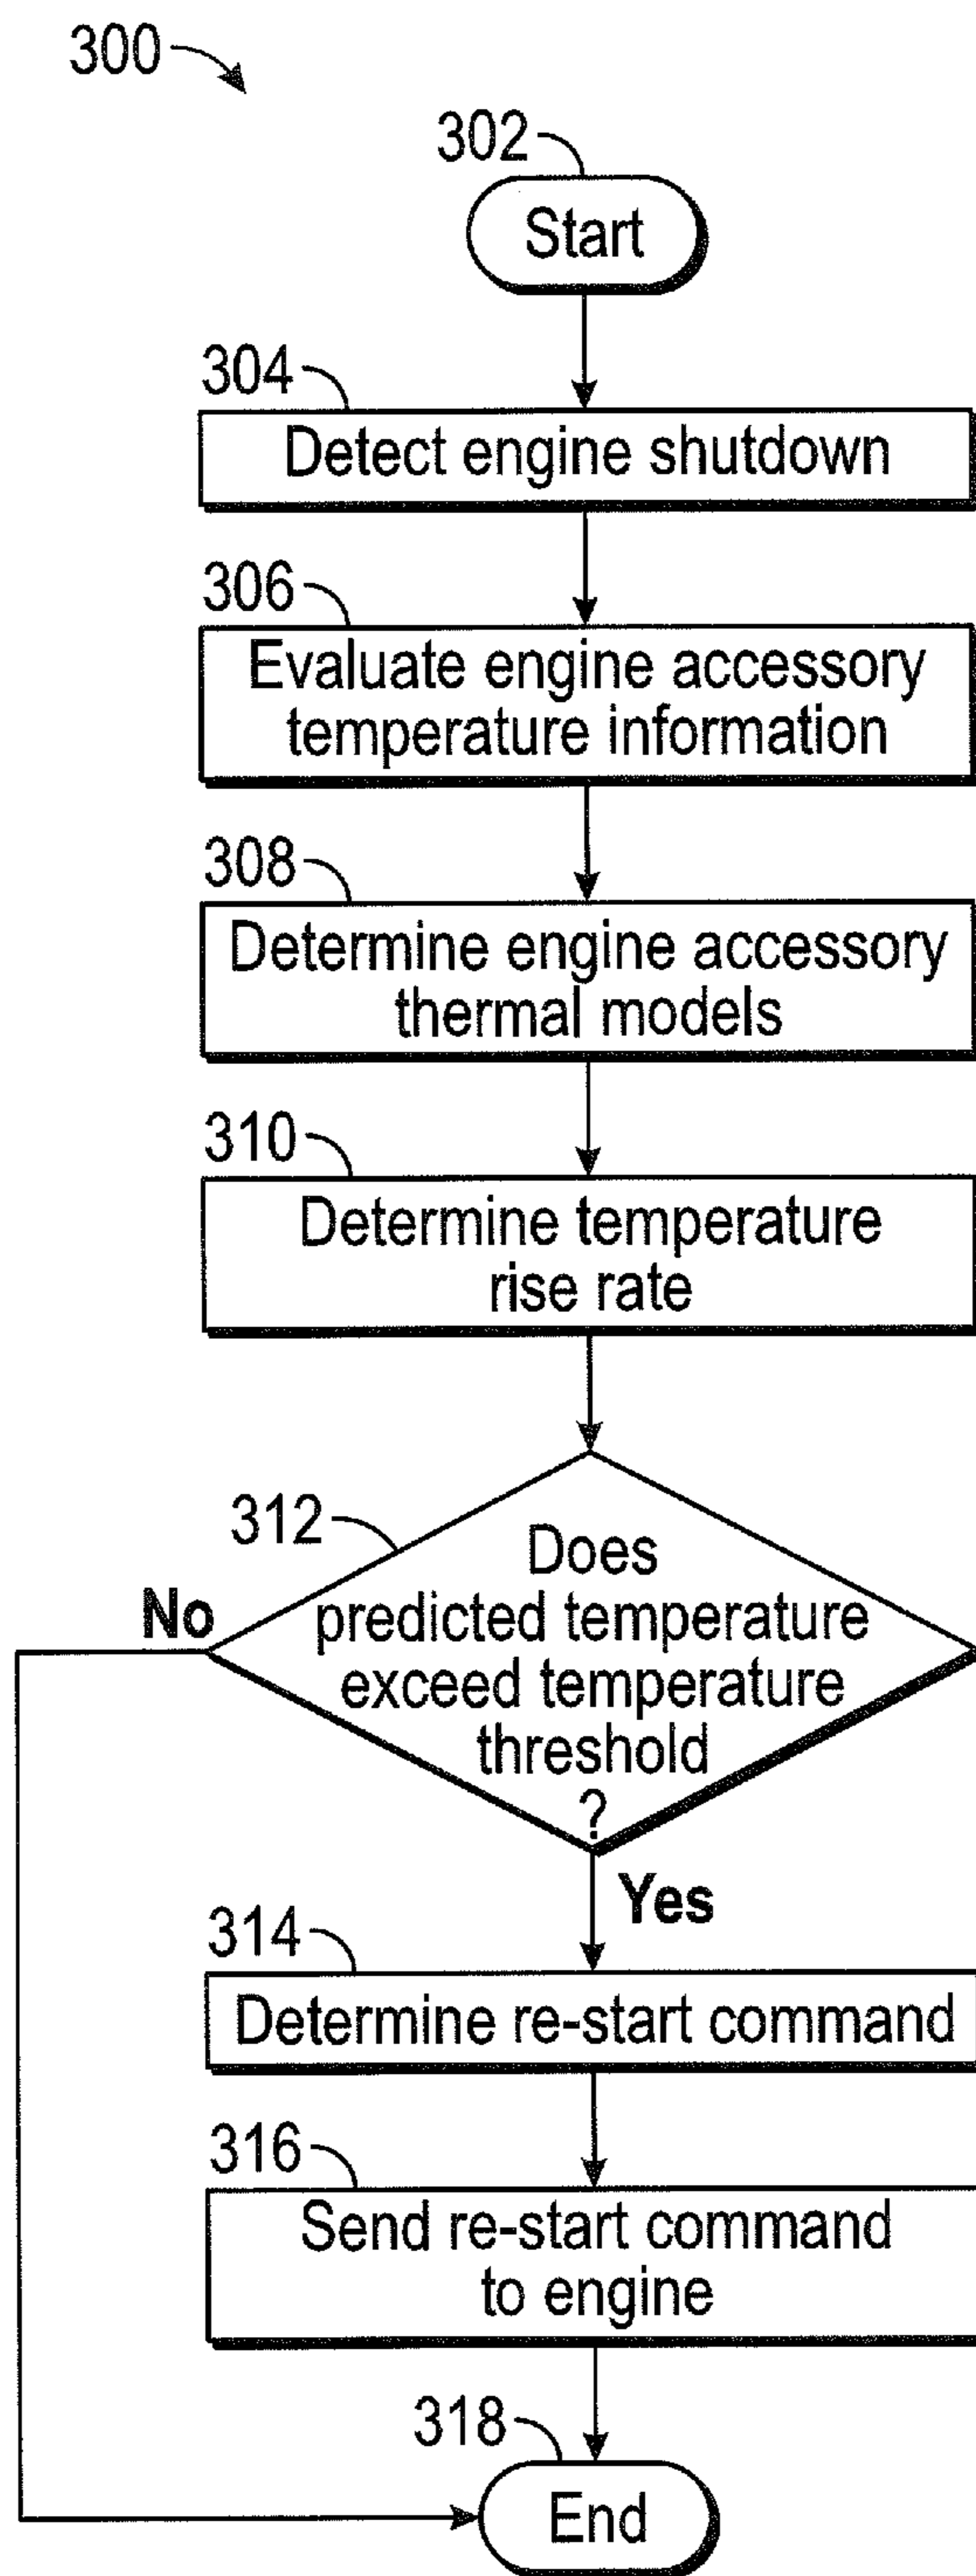 300
302
Start
304
Detect engine shutdown
306
Evaluate engine accessory
temperature information
308
Determine engine accessory
thermal models
310
Determine temperature
rise rate
312
Does
predicted temperature
exceed temperature
threshold
?
No
Yes
314
Determine re-start command
316
Send re-start command
to engine
318
End